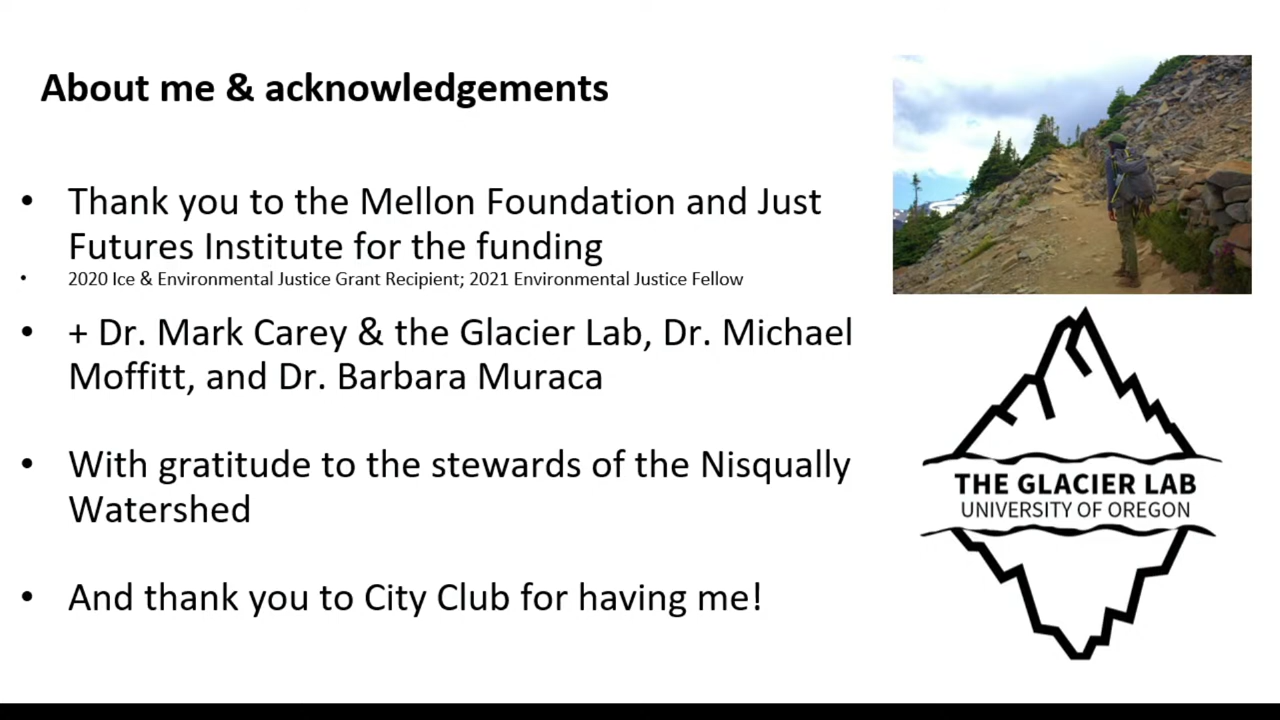 About me & acknowledgements
• Thank you to the Mellon Foundation and Just
Futures Institute for the funding
• 2020 Ice & Environmental Justice Grant Recipient; 2021 Environmental Justice Fellow
• + Dr. Mark Carey & the Glacier Lab, Dr. Michael
Moffitt, and Dr. Barbara Muraca
• With gratitude to the stewards of the Nisqually
Watershed
• And thank you to City Club for having me!
THE GLACIER LAB
UNIVERSITY OF OREGON